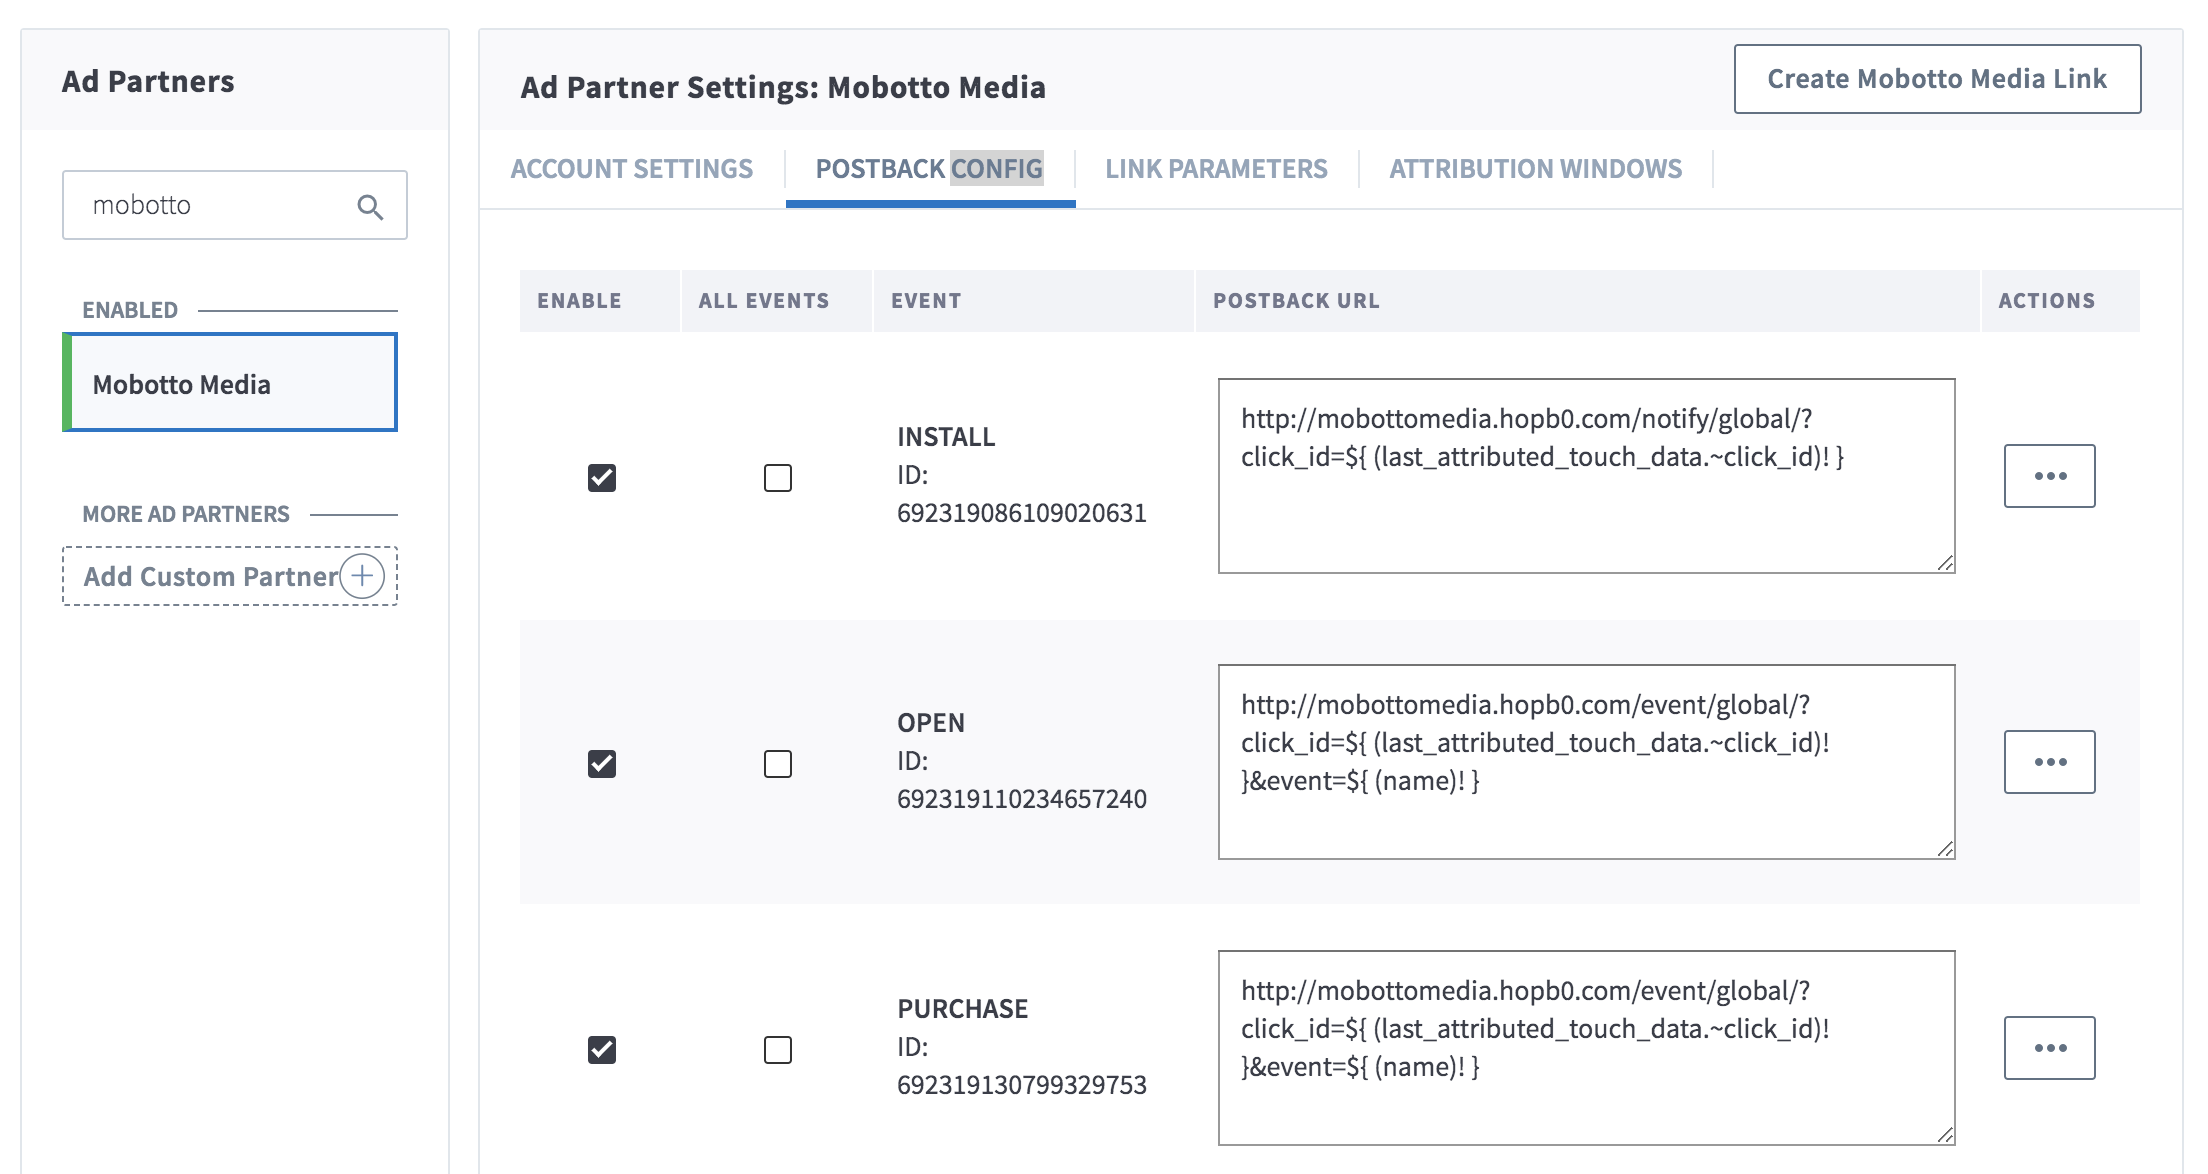 Ad Partners
mobotto
ENABLED
Mobotto Media
MORE AD PARTNERS
Add Custom Partner
Ad Partner Settings: Mobotto Media
Create Mobotto Media Link
ACCOUNT SETTINGS
POSTBACK CONFIG
LINK PARAMETERS
ATTRIBUTION WINDOWS
ENABLE
ALL EVENTS
EVENT
POSTBACK URL
ACTIONS
INSTALL
ID:
692319086109020631
http://mobottomedia.hopb0.com/notify/global/?
click_id=${ (last_attributed_touch_data.~click_id)! }
•••
OPEN
ID:
692319110234657240
http://mobottomedia.hopb0.com/event/global/?
click_id=${ (last_attributed_touch_data.~click_id)!
}&event=${ (name)! }
•••
PURCHASE
ID:
692319130799329753
http://mobottomedia.hopb0.com/event/global/?
click_id=${ (last_attributed_touch_data.~click_id)!
}&event=${ (name)! }
•••